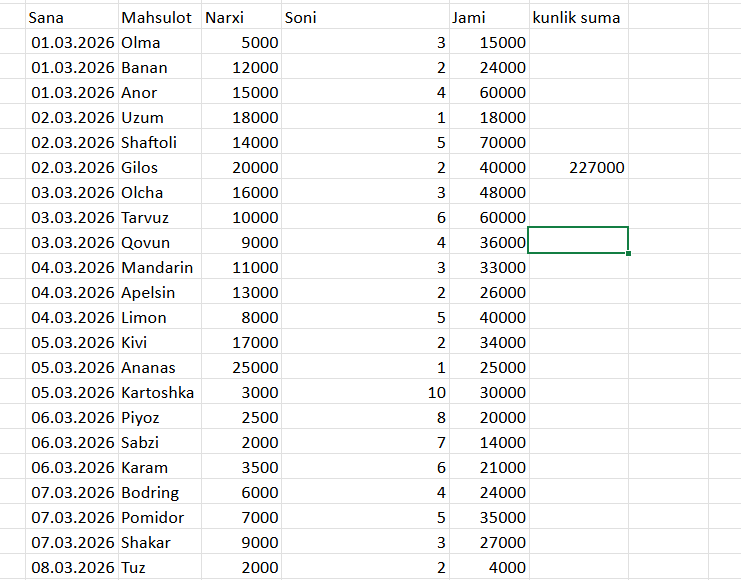 Sana Mahsulot Narxi Soni Jami kunlik suma
01.03.2026 Olma 5000 3 15000
01.03.2026 Banan 12000 2 24000
01.03.2026 Anor 15000 4 60000
02.03.2026 Uzum 18000 1 18000
02.03.2026 Shaftoli 14000 5 70000
02.03.2026 Gilos 20000 2 40000 227000
03.03.2026 Olcha 16000 3 48000
03.03.2026 Tarvuz 10000 6 60000
03.03.2026 Qovun 9000 4 36000
04.03.2026 Mandarin 11000 3 33000
04.03.2026 Apelsin 13000 2 26000
04.03.2026 Limon 8000 5 40000
05.03.2026 Kivi 17000 2 34000
05.03.2026 Ananas 25000 1 25000
05.03.2026 Kartoshka 3000 10 30000
06.03.2026 Piyoz 2500 8 20000
06.03.2026 Sabzi 2000 7 14000
06.03.2026 Karam 3500 6 21000
07.03.2026 Bodring 6000 4 24000
07.03.2026 Pomidor 7000 5 35000
07.03.2026 Shakar 9000 3 27000
08.03.2026 Tuz 2000 2 4000